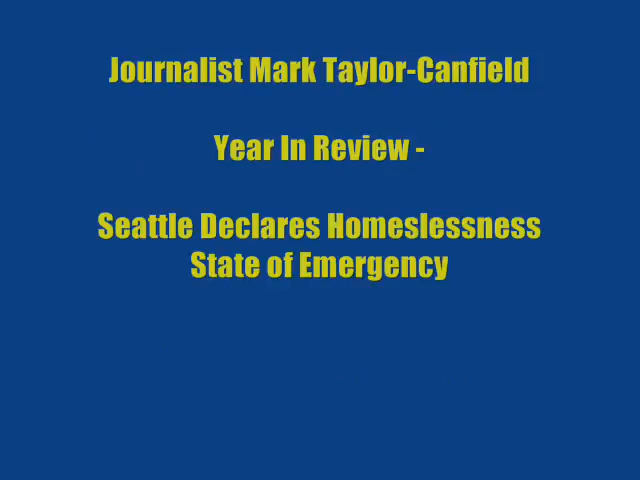 Journalist Mark Taylor-Canfield
Year In Review -
Seattle Declares Homeslessness
State of Emergency